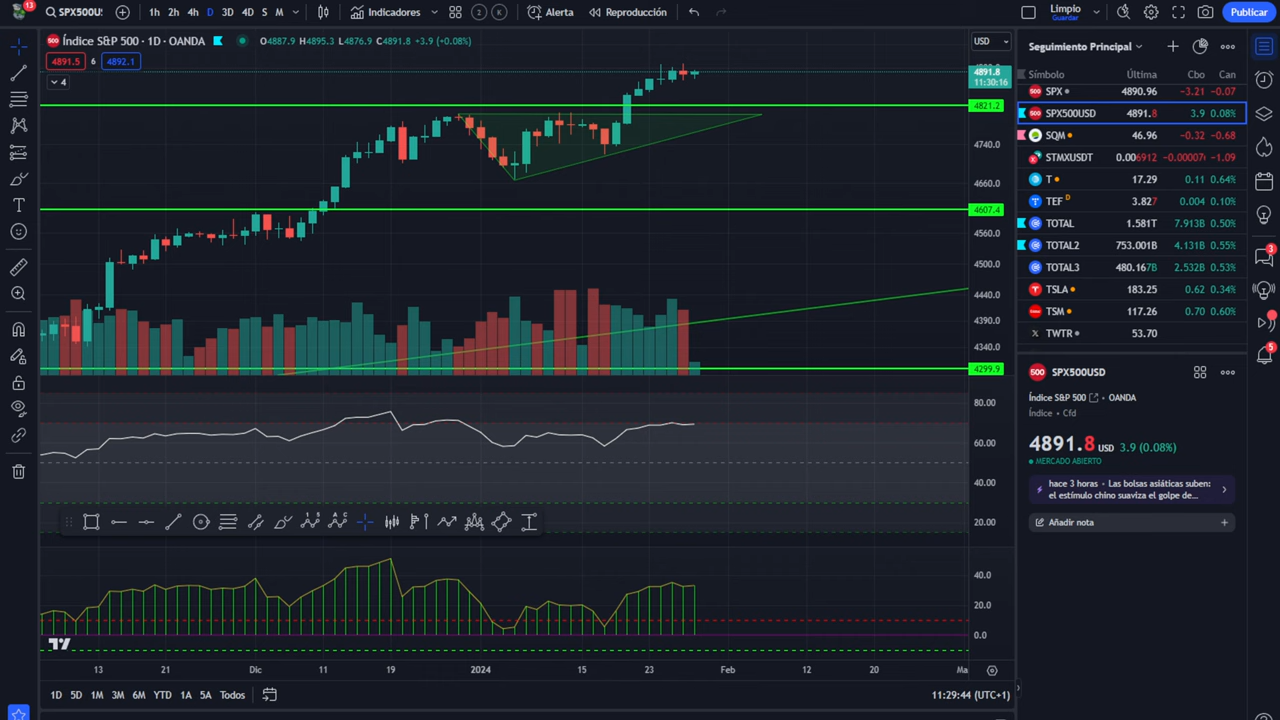 13 SPX500U 1h 2h 4h D 3D 4D S M Indicadores 2 K Alerta Reproducción Limpio Guardar Publicar
500 Índice S&P 500 · 1D · OANDA O4887.9 H4895.3 L4876.9 C4891.8 +3.9 (+0.08%) USD
4891.5 6 4892.1
4
4891.8
11:30:16
4821.2
4740.0
4660.0
4607.4
4560.0
4500.0
4440.0
4390.0
4340.0
4299.9
80.00
60.00
40.00
20.00
40.0
20.0
0.0
13 21 Dic 11 19 2024 15 23 Feb 12 20 Ma
1D 5D 1M 3M 6M YTD 1A 5A Todos 11:29:44 (UTC+1)
Seguimiento Principal
Símbolo Última Cbo Can
500 SPX 4890.96 −3.21 −0.07
500 SPX500USD 4891.8 3.9 0.08%
SQM 46.96 −0.32 −0.68
STMXUSDT 0.006912 −1.09
T 17.29 0.11 0.64%
TEF D 3.827 0.004 0.10%
TOTAL 1.581T 7.913B 0.50%
TOTAL2 753.001B 4.131B 0.55%
TOTAL3 480.167B 2.532B 0.53%
TSLA 183.25 0.62 0.34%
TSM 117.26 0.70 0.60%
TWTR 53.70
500 SPX500USD
Índice S&P 500 · OANDA
Índice · Cfd
4891.8 USD 3.9 (0.08%)
MERCADO ABIERTO
hace 3 horas · Las bolsas asiáticas suben:
el estímulo chino suaviza el golpe de...
Añadir nota
3
5